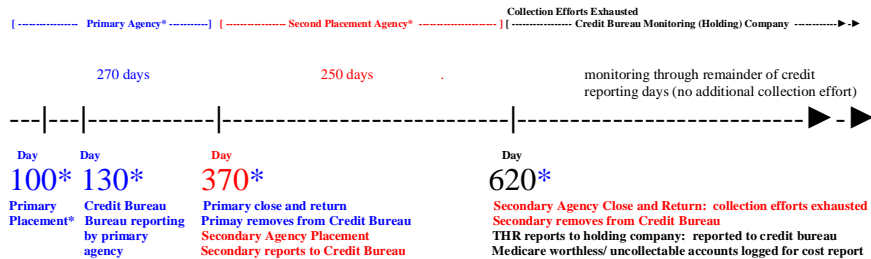 Collection Efforts Exhausted
[ ---------------- Primary Agency* -----------] [ ---------------- Second Placement Agency* --------------------- ] [ ---------------- Credit Bureau Monitoring (Holding) Company -----------►-►
270 days 250 days . monitoring through remainder of credit
reporting days (no additional collection effort)
Day Day Day Day
100* 130* 370* 620*
Primary Placement*
Credit Bureau
Bureau reporting
by primary
agency
Primary close and return
Primay removes from Credit Bureau
Secondary Agency Placement
Secondary reports to Credit Bureau
Secondary Agency Close and Return: collection efforts exhausted
Secondary removes from Credit Bureau
THR reports to holding company: reported to credit bureau
Medicare worthless/ uncollectable accounts logged for cost report